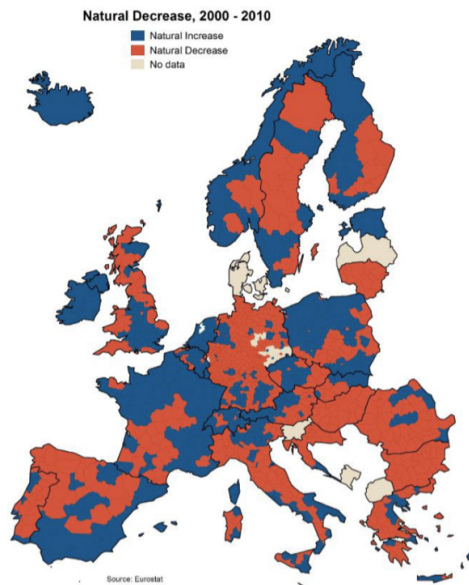 Natural Decrease, 2000 - 2010
Natural Increase
Natural Decrease
No data
Source: Eurostat